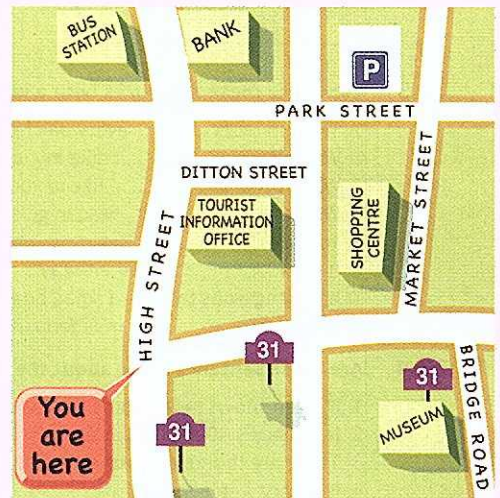 BUS
STATION
BANK
P
PARK STREET
DITTON STREET
TOURIST
INFORMATION
OFFICE
SHOPPING
CENTRE
MARKET STREET
HIGH STREET
31
31
31
You
are
here
MUSEUM
BRIDGE ROAD